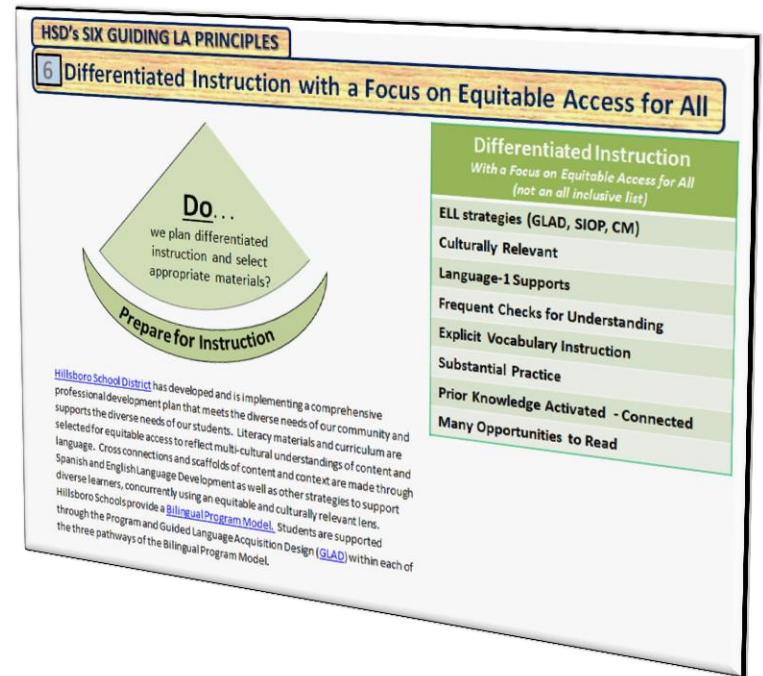 HSD's SIX GUIDING LA PRINCIPLES
6 Differentiated Instruction with a Focus on Equitable Access for All
Do...
we plan differentiated
instruction and select
appropriate materials?
Prepare for Instruction
Hillsboro School District has developed and is implementing a comprehensive
professional development plan that meets the diverse needs of our community and
supports the diverse needs of our students. Literacy materials and curriculum are
selected for equitable access to reflect multi-cultural understandings of content and
language. Cross connections and scaffolds of content and context are made through
Spanish and English Language Development as well as other strategies to support
diverse learners, concurrently using an equitable and culturally relevant lens.
Hillsboro Schools provide a Bilingual Program Model. Students are supported
through the Program and Guided Language Acquisition Design (GLAD) within each of
the three pathways of the Bilingual Program Model.
Differentiated Instruction
With a Focus on Equitable Access for All
(not an all inclusive list)
ELL strategies (GLAD, SIOP, CM)
Culturally Relevant
Language-1 Supports
Frequent Checks for Understanding
Explicit Vocabulary Instruction
Substantial Practice
Prior Knowledge Activated - Connected
Many Opportunities to Read